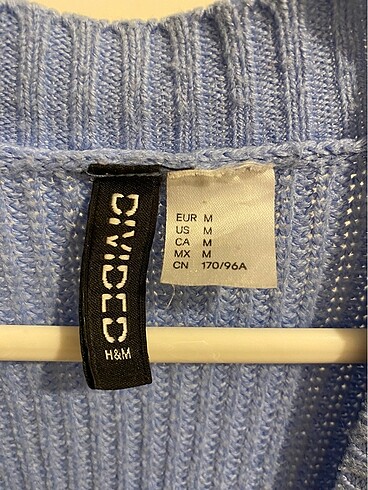 DIVIDED
H&M
EUR M
US M
CA M
MX M
CN 170/96A